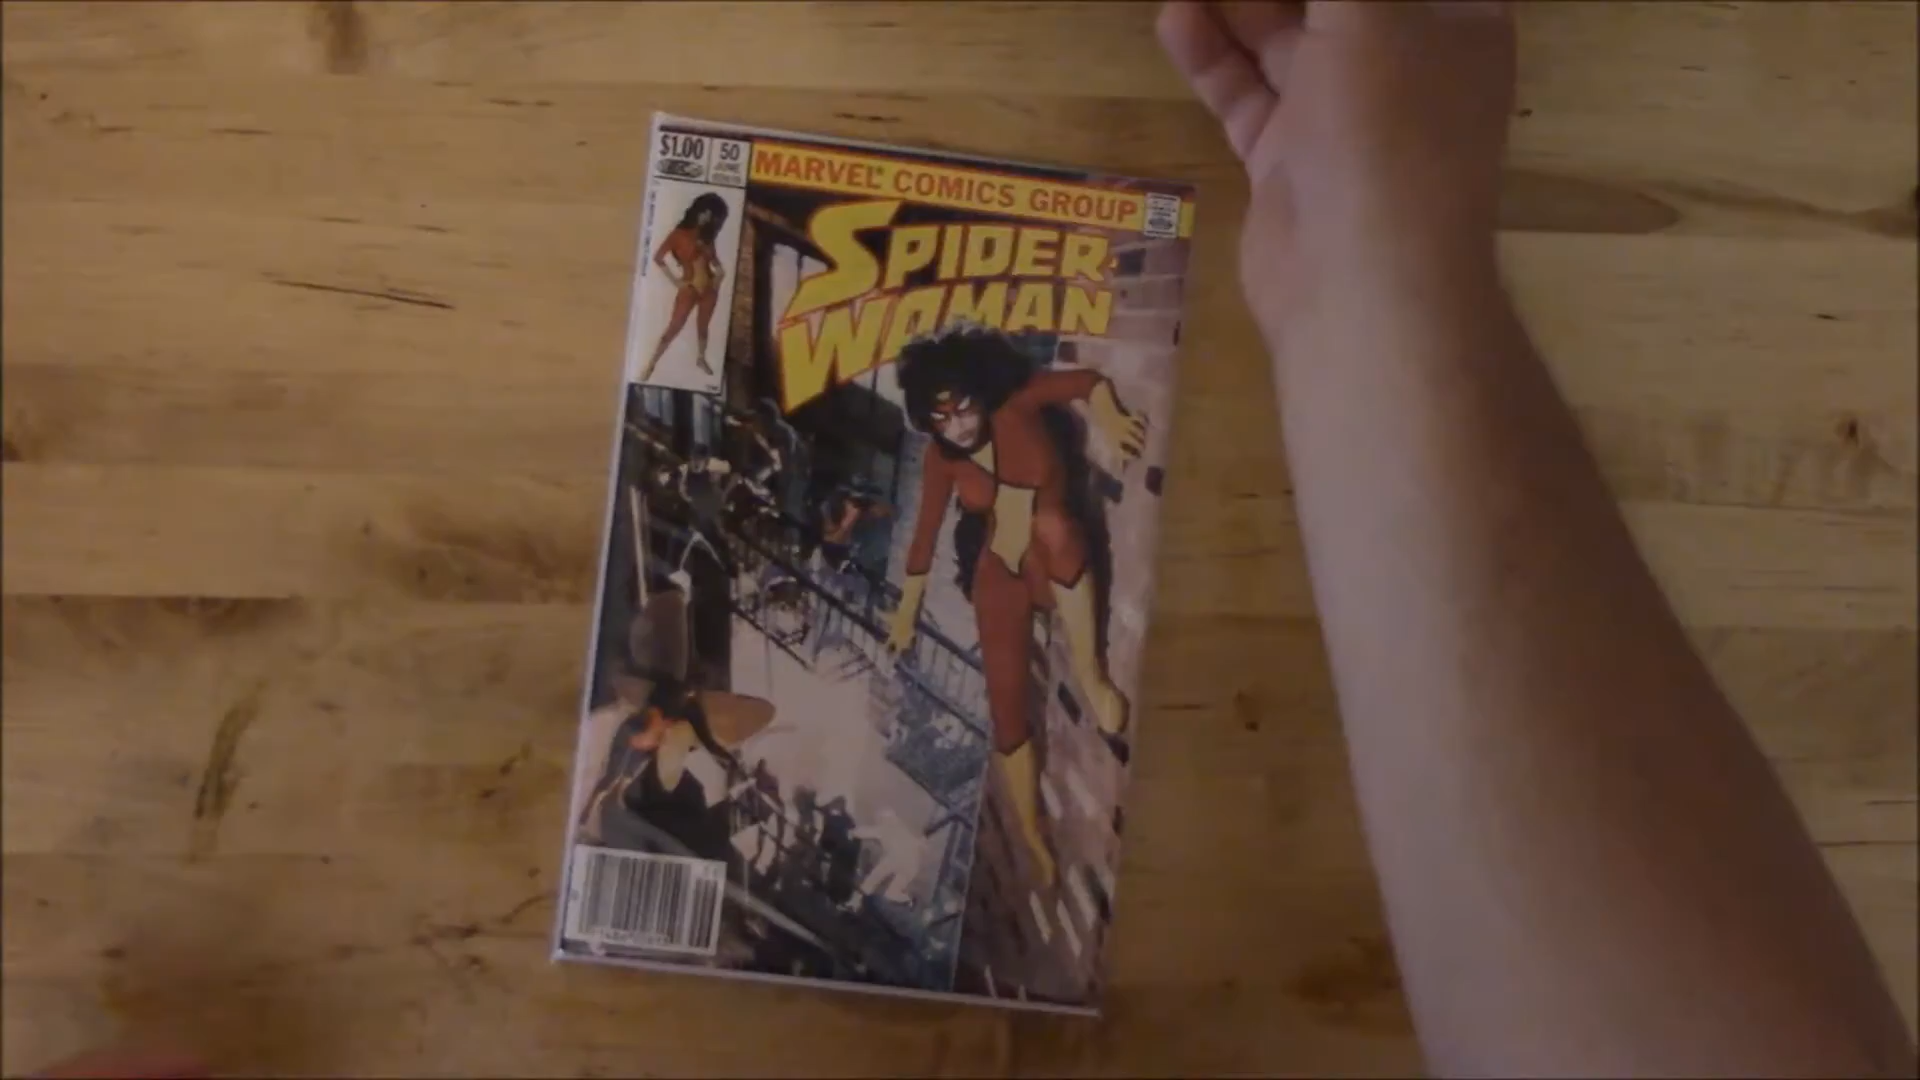 $1.00
50
JUNE
MARVEL® COMICS GROUP
SPIDER-
WOMAN